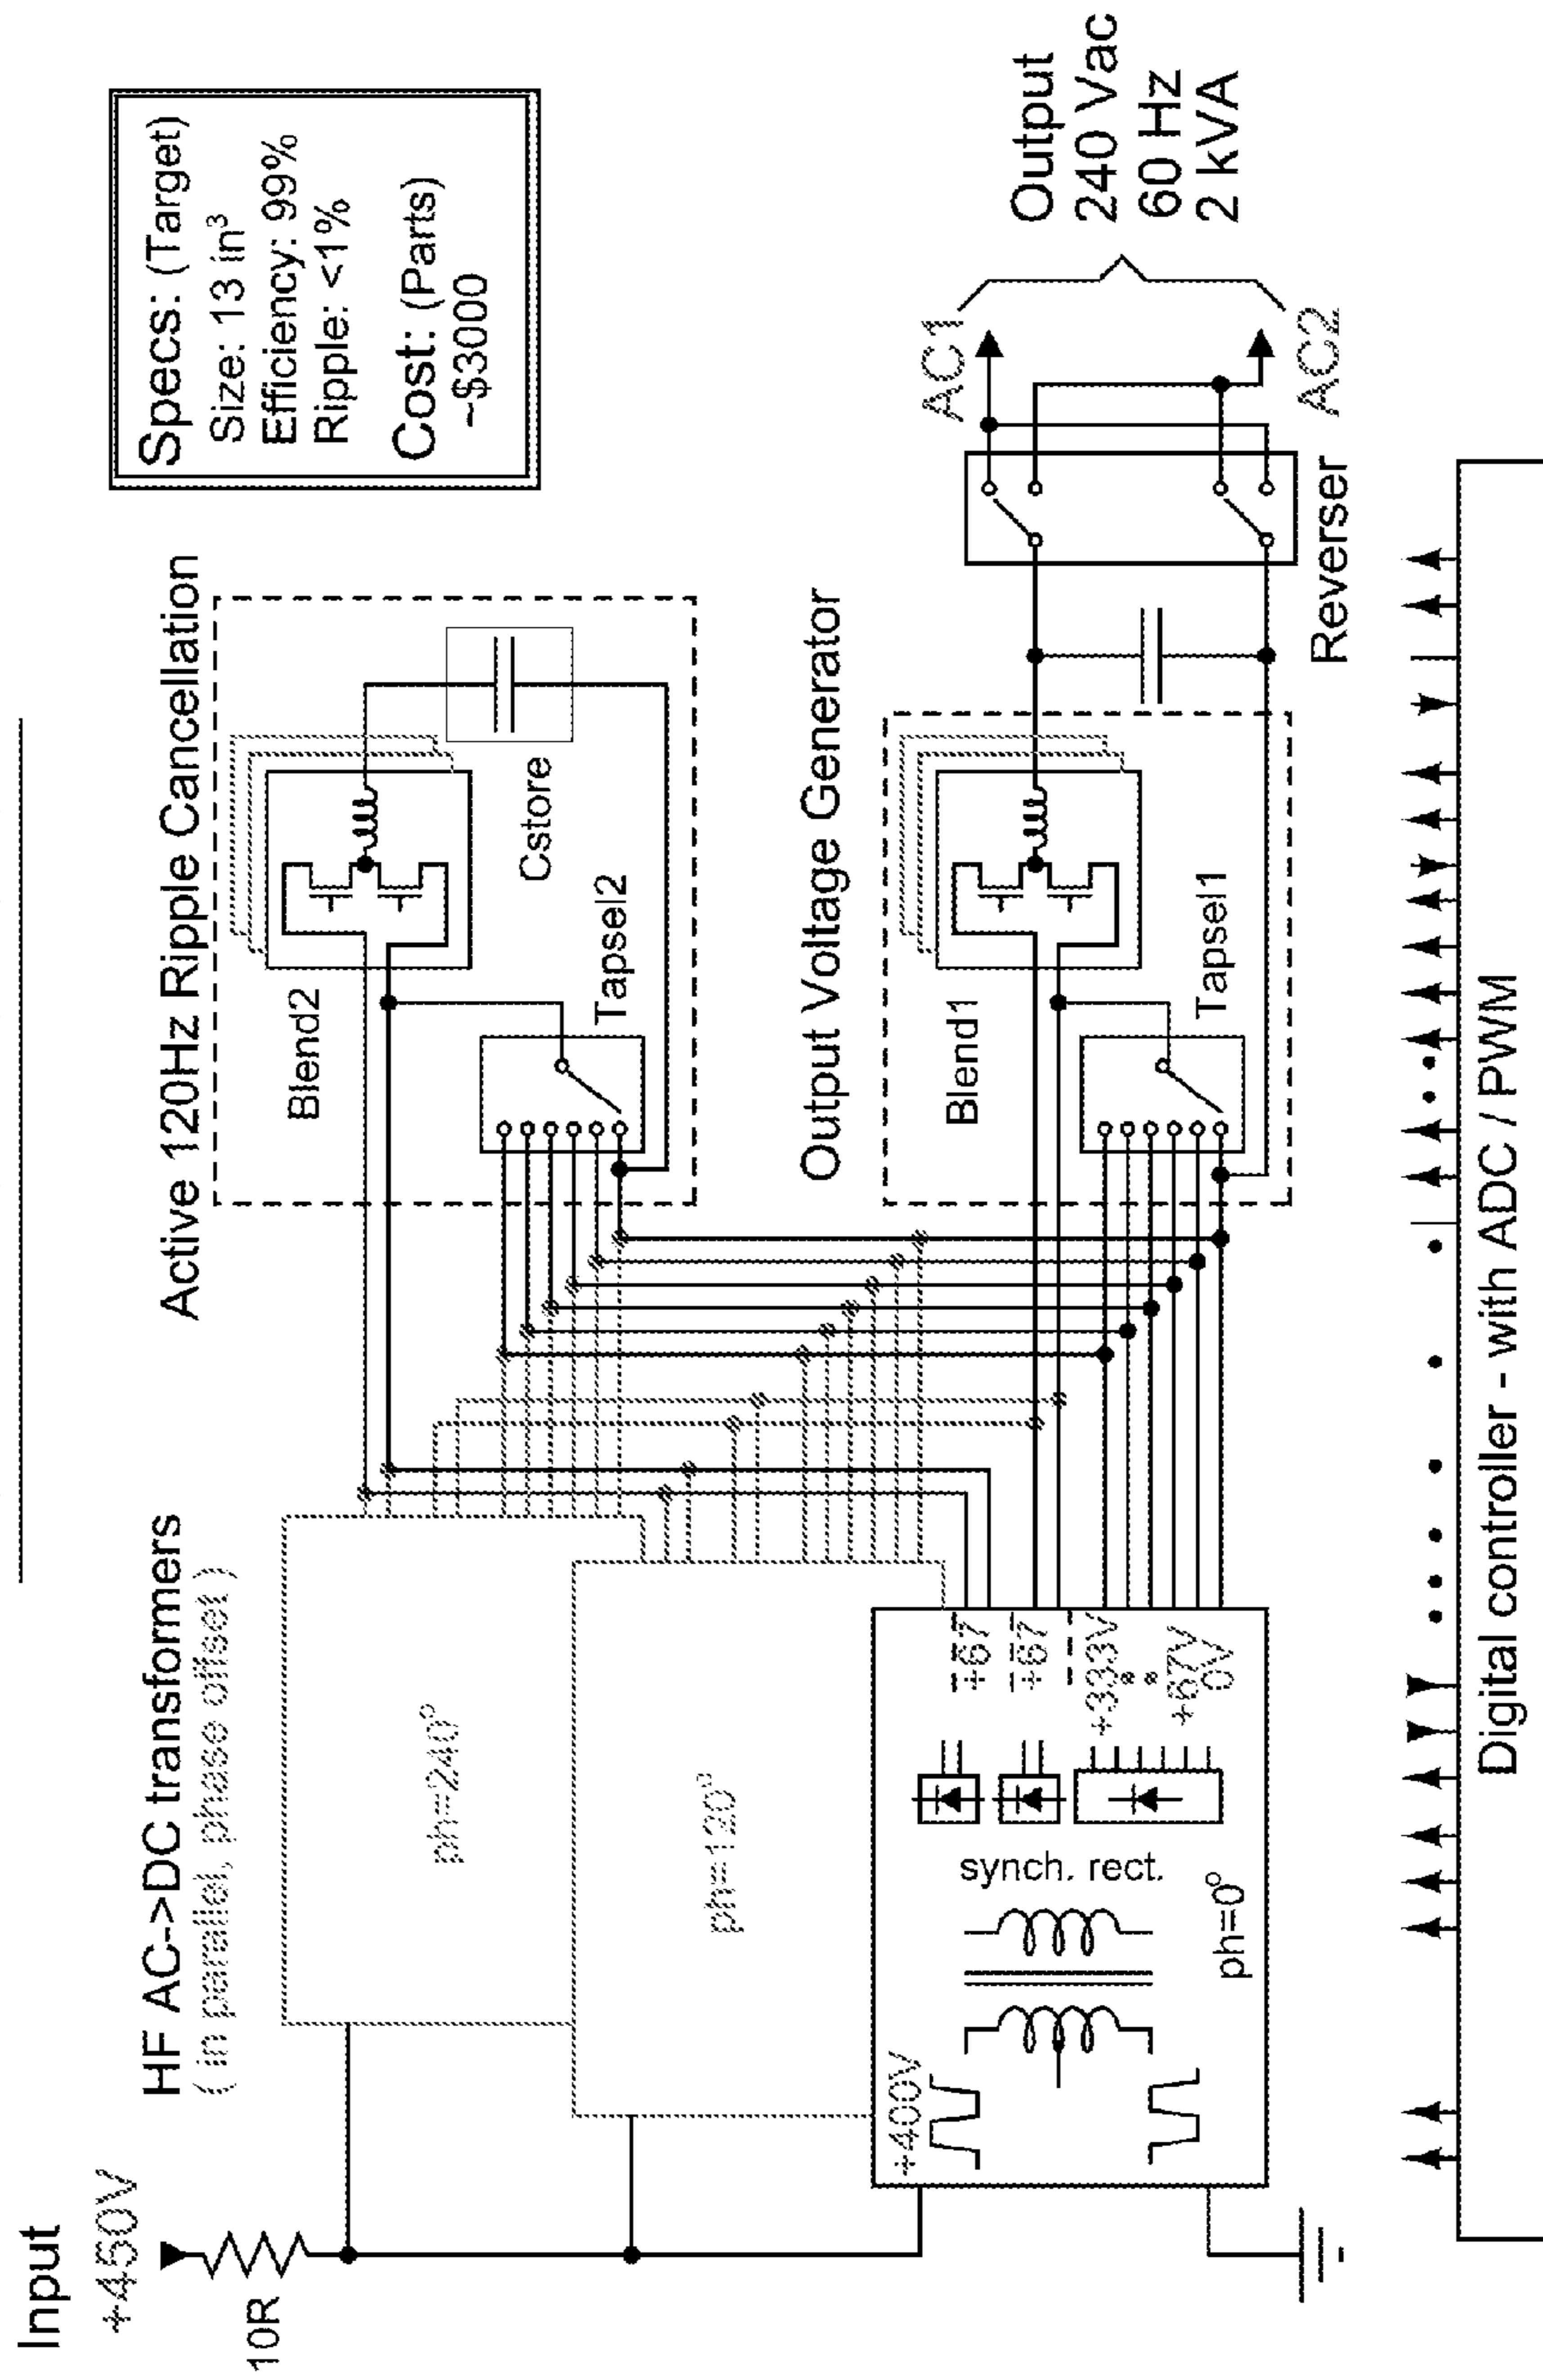 Input
+450V
10R
HF AC->DC transformers
( in parallel, phase offset )
ph=240°
ph=120°
+400V
ph=0°
synch. rect.
+67
+67
+333V
+67V
0V
Active 120Hz Ripple Cancellation
Blend2
Tapsel2
Cstore
Output Voltage Generator
Blend1
Tapsel1
Reverser
Specs: (Target)
Size: 13 in³
Efficiency: 99%
Ripple: <1%
Cost: (Parts)
~$3000
AC1
AC2
Output
240 Vac
60 Hz
2 kVA
Digital controller - with ADC / PWM